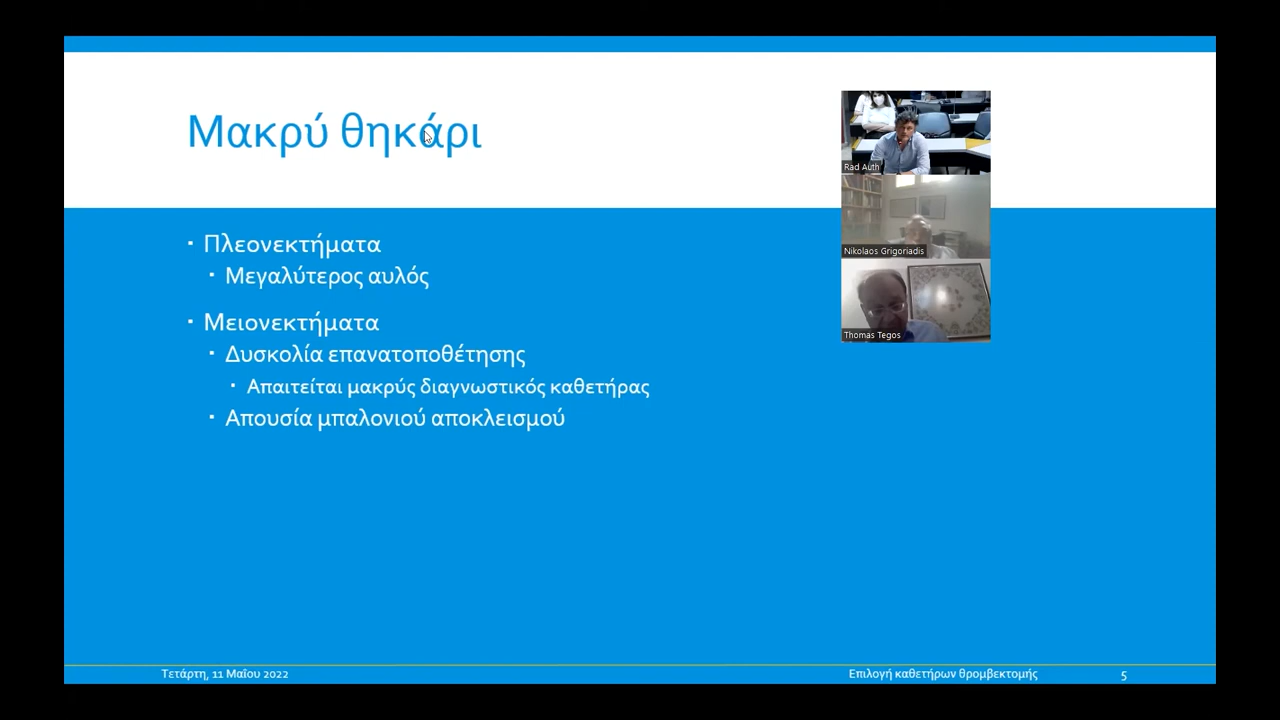 Μακρύ θηκάρι
Πλεονεκτήματα
Μεγαλύτερος αυλός
Μειονεκτήματα
Δυσκολία επανατοποθέτησης
Απαιτείται μακρύς διαγνωστικός καθετήρας
Απουσία μπαλονιού αποκλεισμού
Rad Auth
Nikolaos Grigoriadis
Thomas Tegos
Τετάρτη, 11 Μαΐου 2022
Επιλογή καθετήρων θρομβεκτομής
5